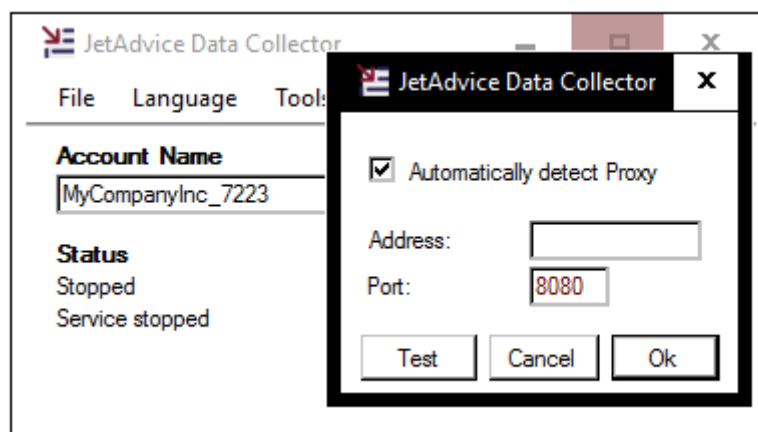 JetAdvice Data Collector
File Language Tools
Account Name
MyCompanyInc_7223
Status
Stopped
Service stopped
JetAdvice Data Collector X
Automatically detect Proxy
Address:
Port: 8080
Test Cancel Ok